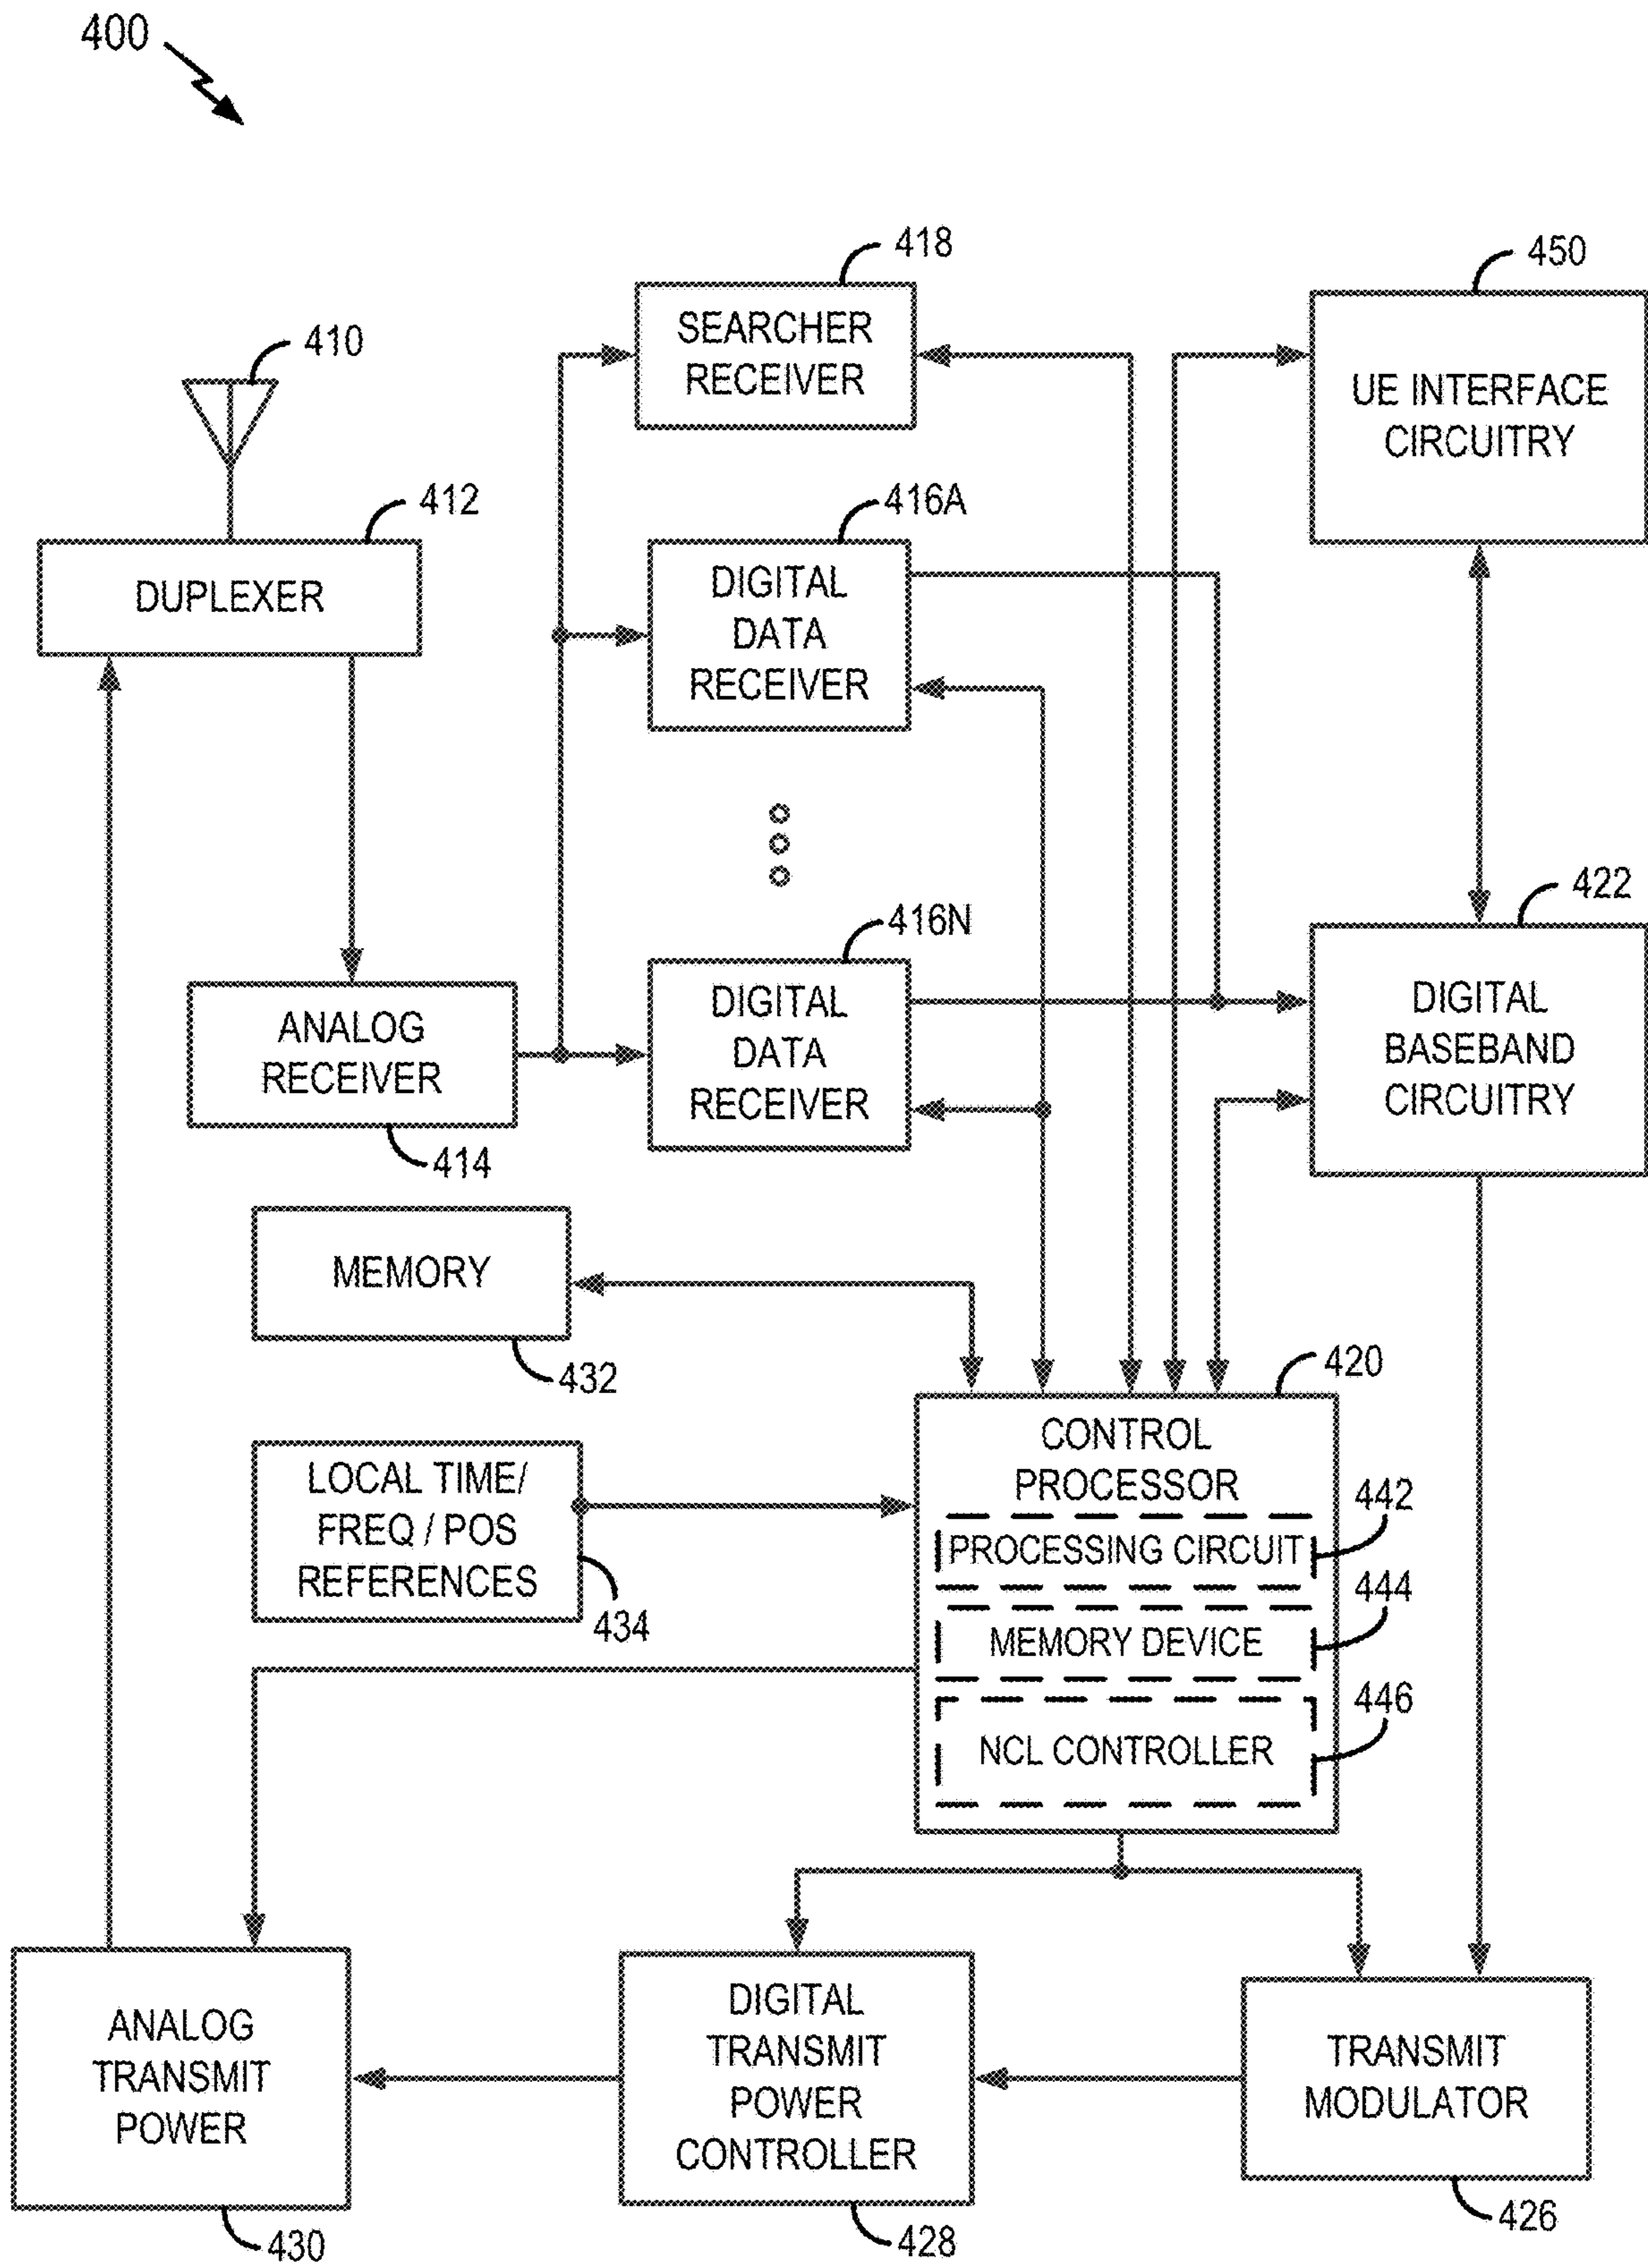 400
418
SEARCHER
RECEIVER
450
UE INTERFACE
CIRCUITRY
410
412
DUPLEXER
416A
DIGITAL
DATA
RECEIVER
416N
DIGITAL
DATA
RECEIVER
422
DIGITAL
BASEBAND
CIRCUITRY
ANALOG
RECEIVER
414
MEMORY
432
420
CONTROL
PROCESSOR
LOCAL TIME/
FREQ / POS
REFERENCES
434
PROCESSING CIRCUIT
442
MEMORY DEVICE
444
NCL CONTROLLER
446
ANALOG
TRANSMIT
POWER
430
DIGITAL
TRANSMIT
POWER
CONTROLLER
428
TRANSMIT
MODULATOR
426